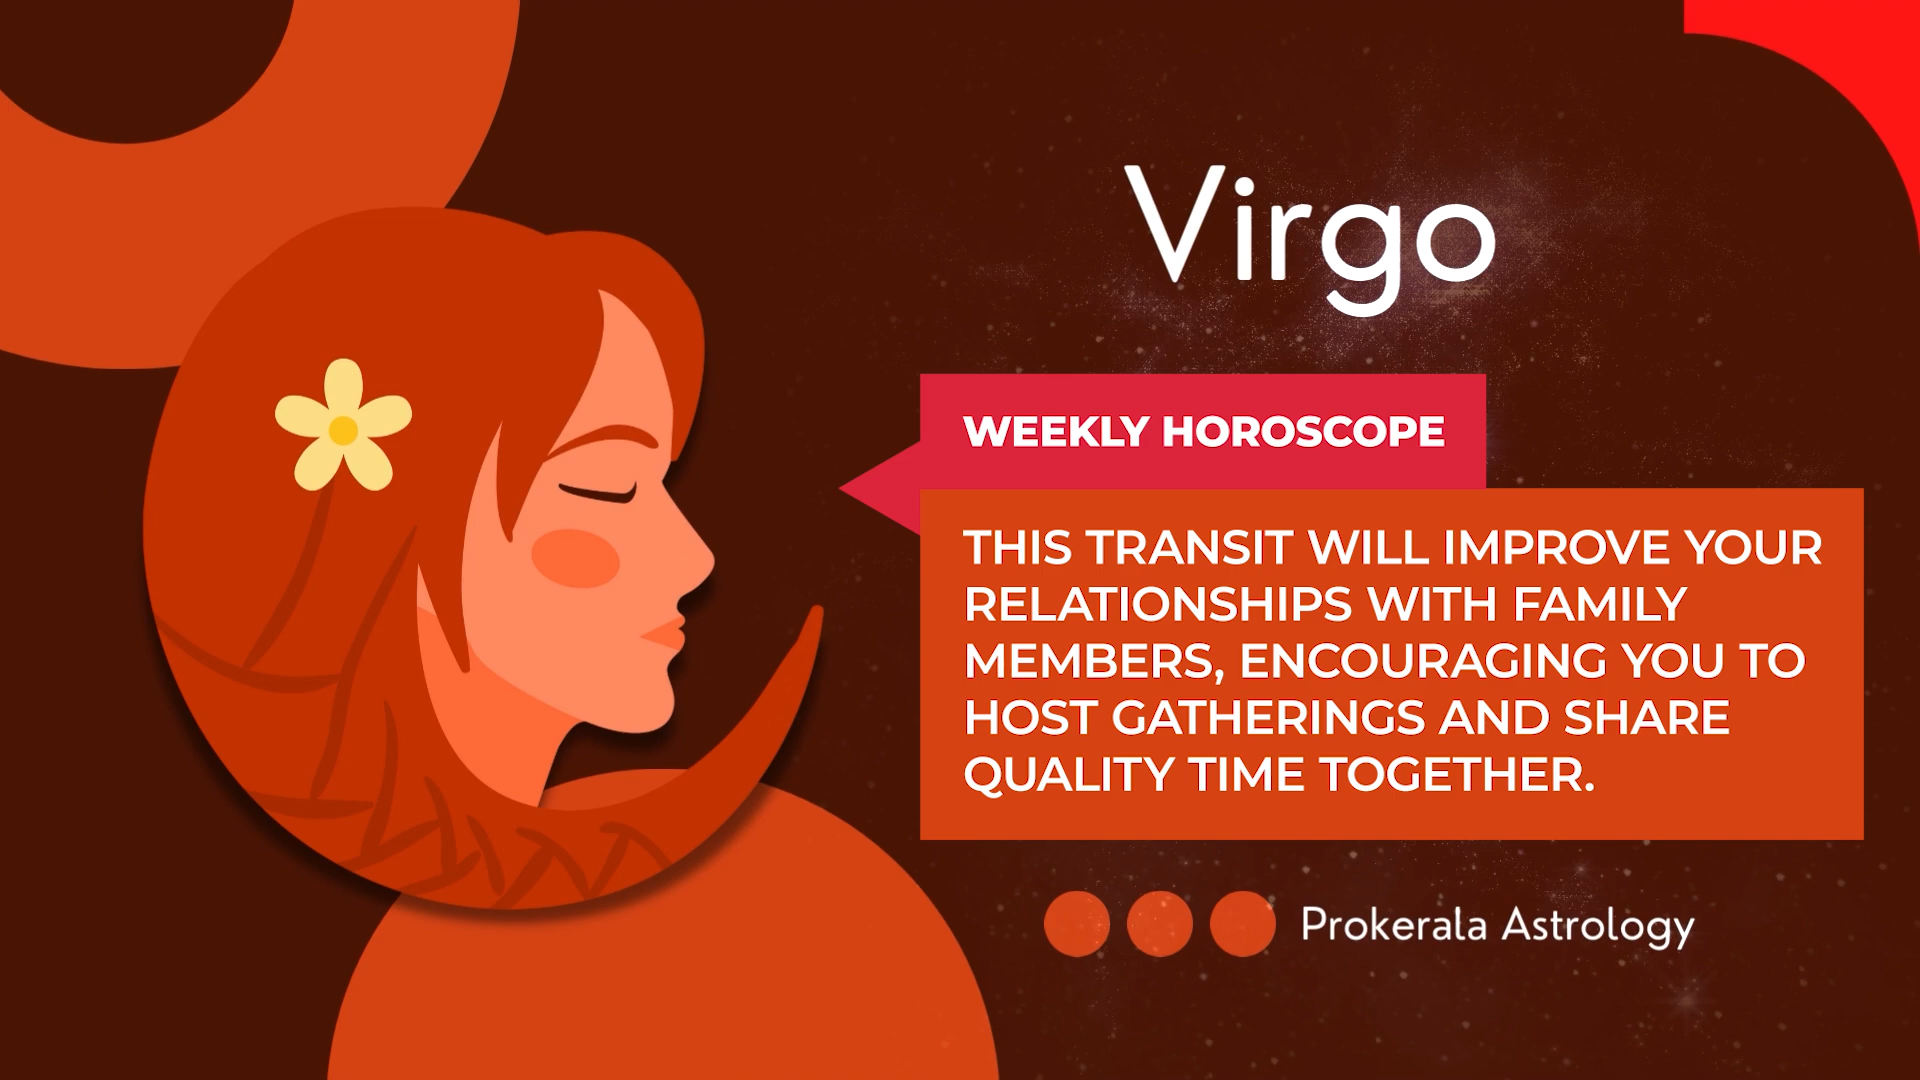 Virgo
WEEKLY HOROSCOPE
THIS TRANSIT WILL IMPROVE YOUR
RELATIONSHIPS WITH FAMILY
MEMBERS, ENCOURAGING YOU TO
HOST GATHERINGS AND SHARE
QUALITY TIME TOGETHER.
Prokerala Astrology